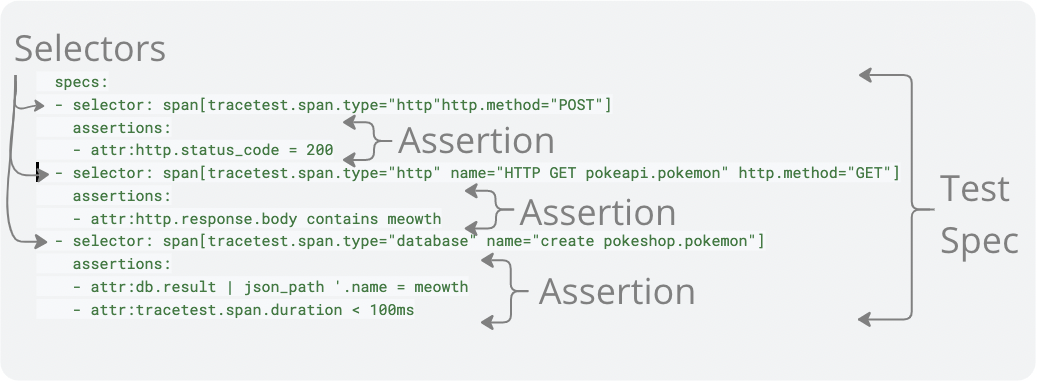 Selectors
specs:
- selector: span[tracetest.span.type="http"http.method="POST"]
assertions:
- attr:http.status_code = 200
Assertion
- selector: span[tracetest.span.type="http" name="HTTP GET pokeapi.pokemon" http.method="GET"]
assertions:
- attr:http.response.body contains meowth
Assertion
- selector: span[tracetest.span.type="database" name="create pokeshop.pokemon"]
assertions:
- attr:db.result | json_path '.name = meowth
- attr:tracetest.span.duration < 100ms
Assertion
Test
Spec